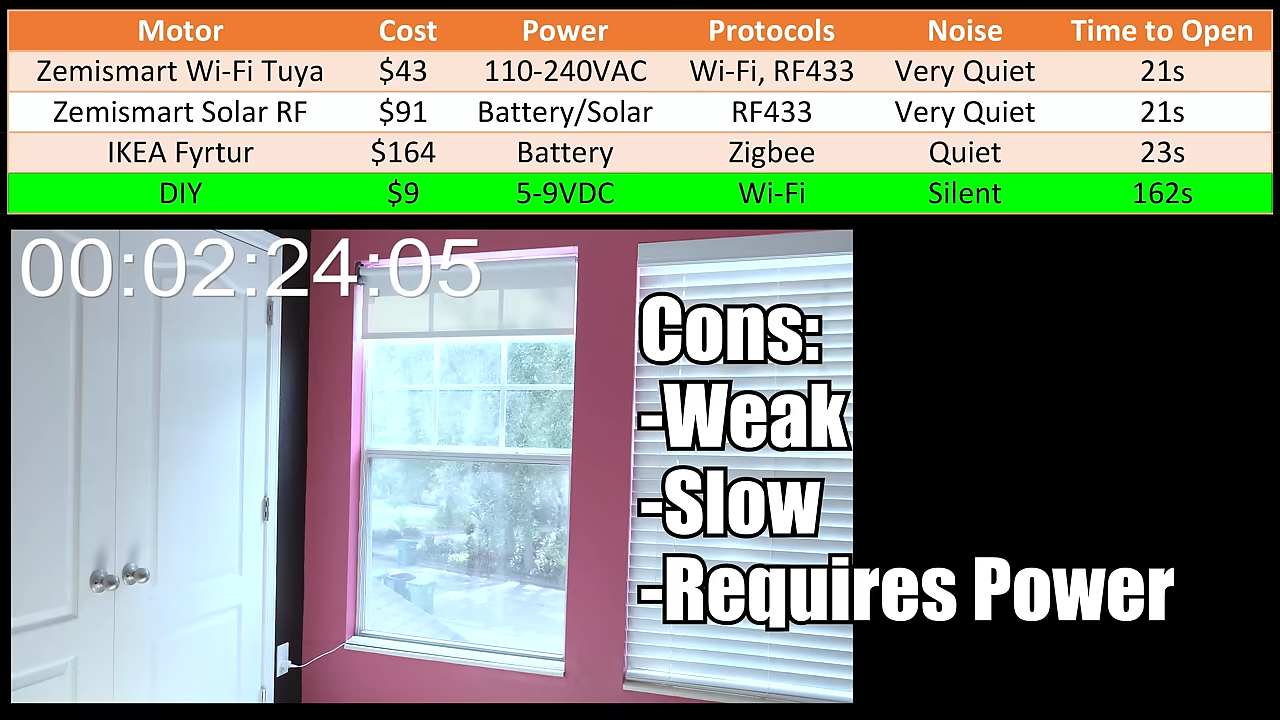 Motor Cost Power Protocols Noise Time to Open
Zemismart Wi-Fi Tuya $43 110-240VAC Wi-Fi, RF433 Very Quiet 21s
Zemismart Solar RF $91 Battery/Solar RF433 Very Quiet 21s
IKEA Fyrtur $164 Battery Zigbee Quiet 23s
DIY $9 5-9VDC Wi-Fi Silent 162s
00:02:24:05
Cons:
-Weak
-Slow
-Requires Power